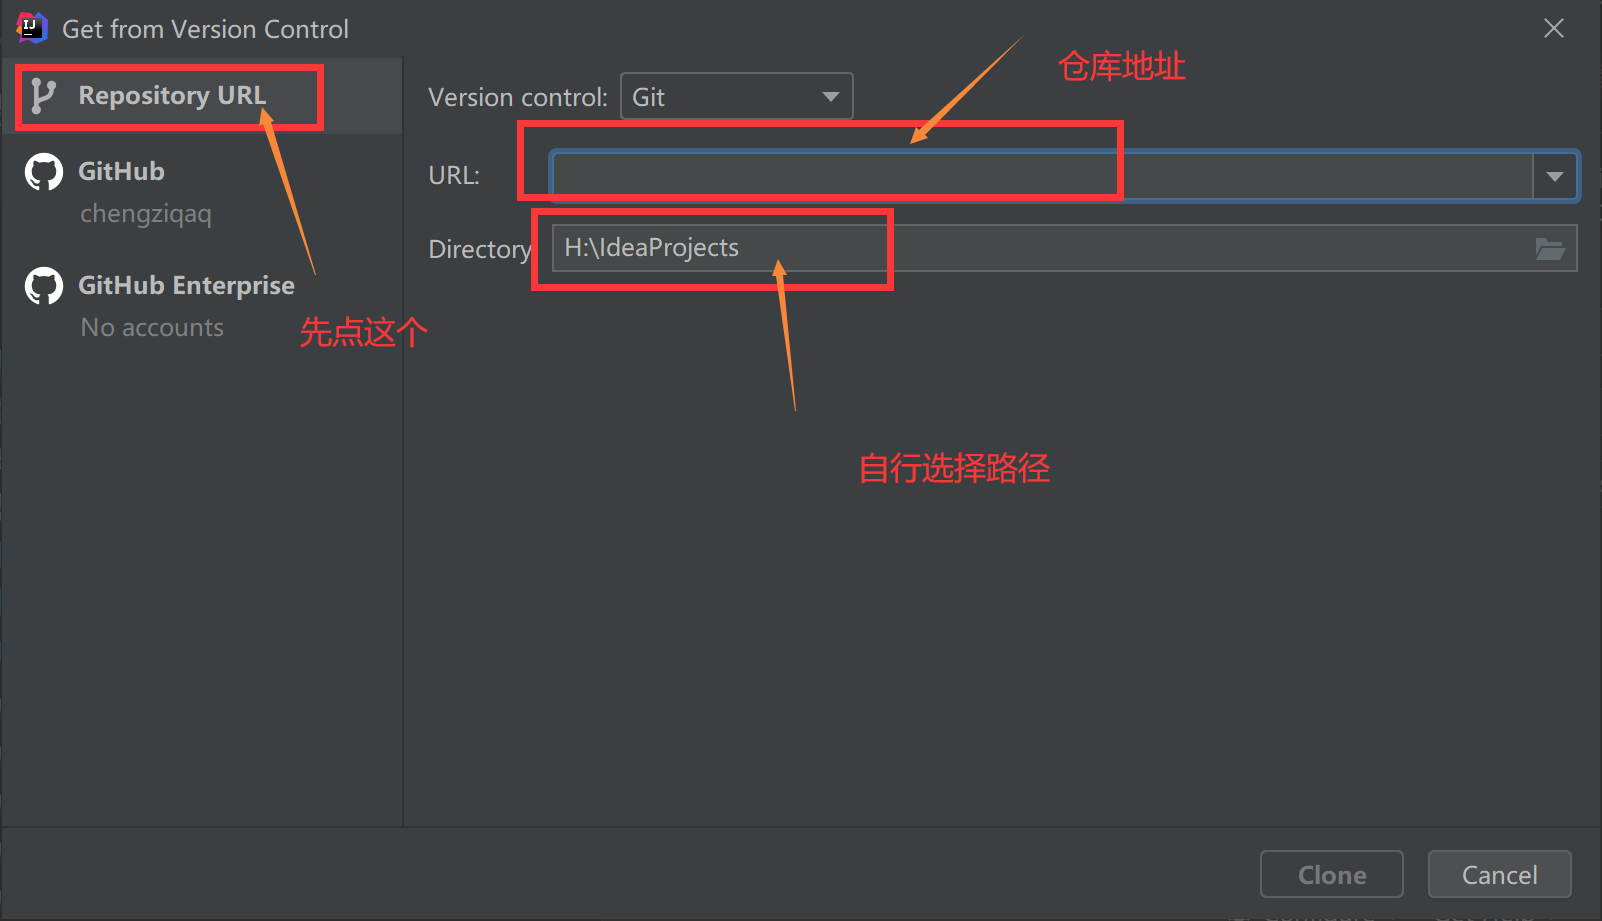 Get from Version Control
Repository URL
GitHub
chengziqaq
GitHub Enterprise
No accounts
先点这个
Version control: Git
仓库地址
URL:
Directory H:\IdeaProjects
自行选择路径
Clone
Cancel